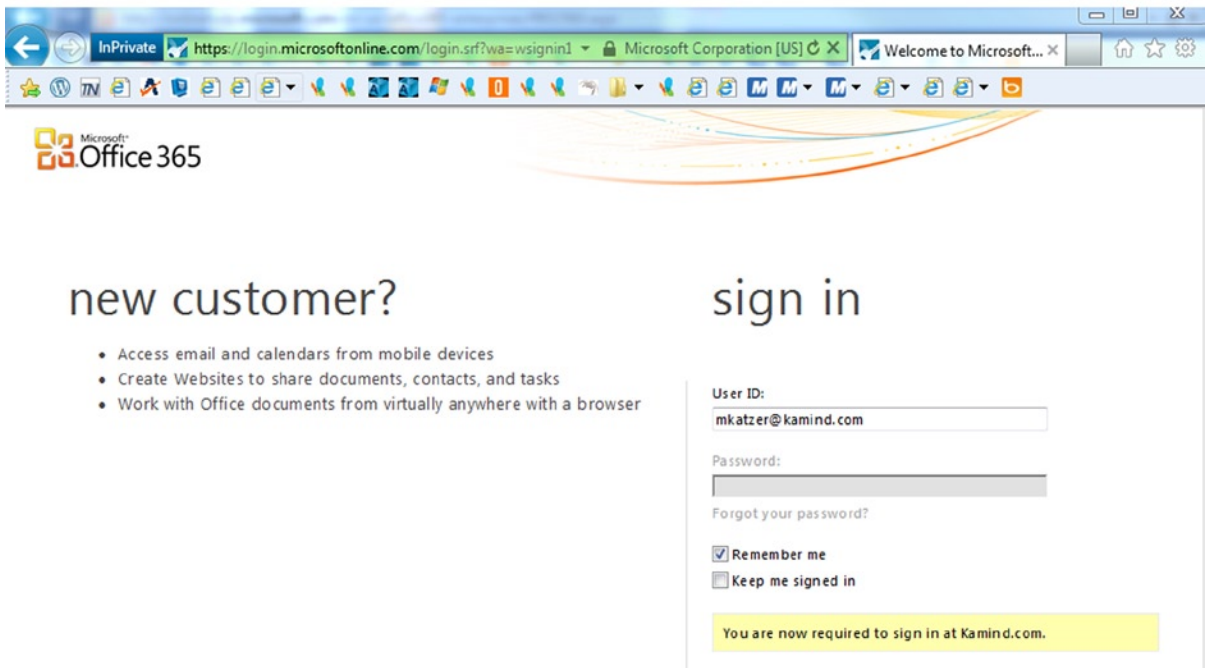 InPrivate
https://login.microsoftonline.com/login.srf?wa=wsignin1
Microsoft Corporation [US]
Welcome to Microsoft...
Microsoft
Office 365
new customer?
• Access email and calendars from mobile devices
• Create Websites to share documents, contacts, and tasks
• Work with Office documents from virtually anywhere with a browser
sign in
User ID:
mkatzer@kamind.com
Password:
Forgot your password?
Remember me
Keep me signed in
You are now required to sign in at Kamind.com.